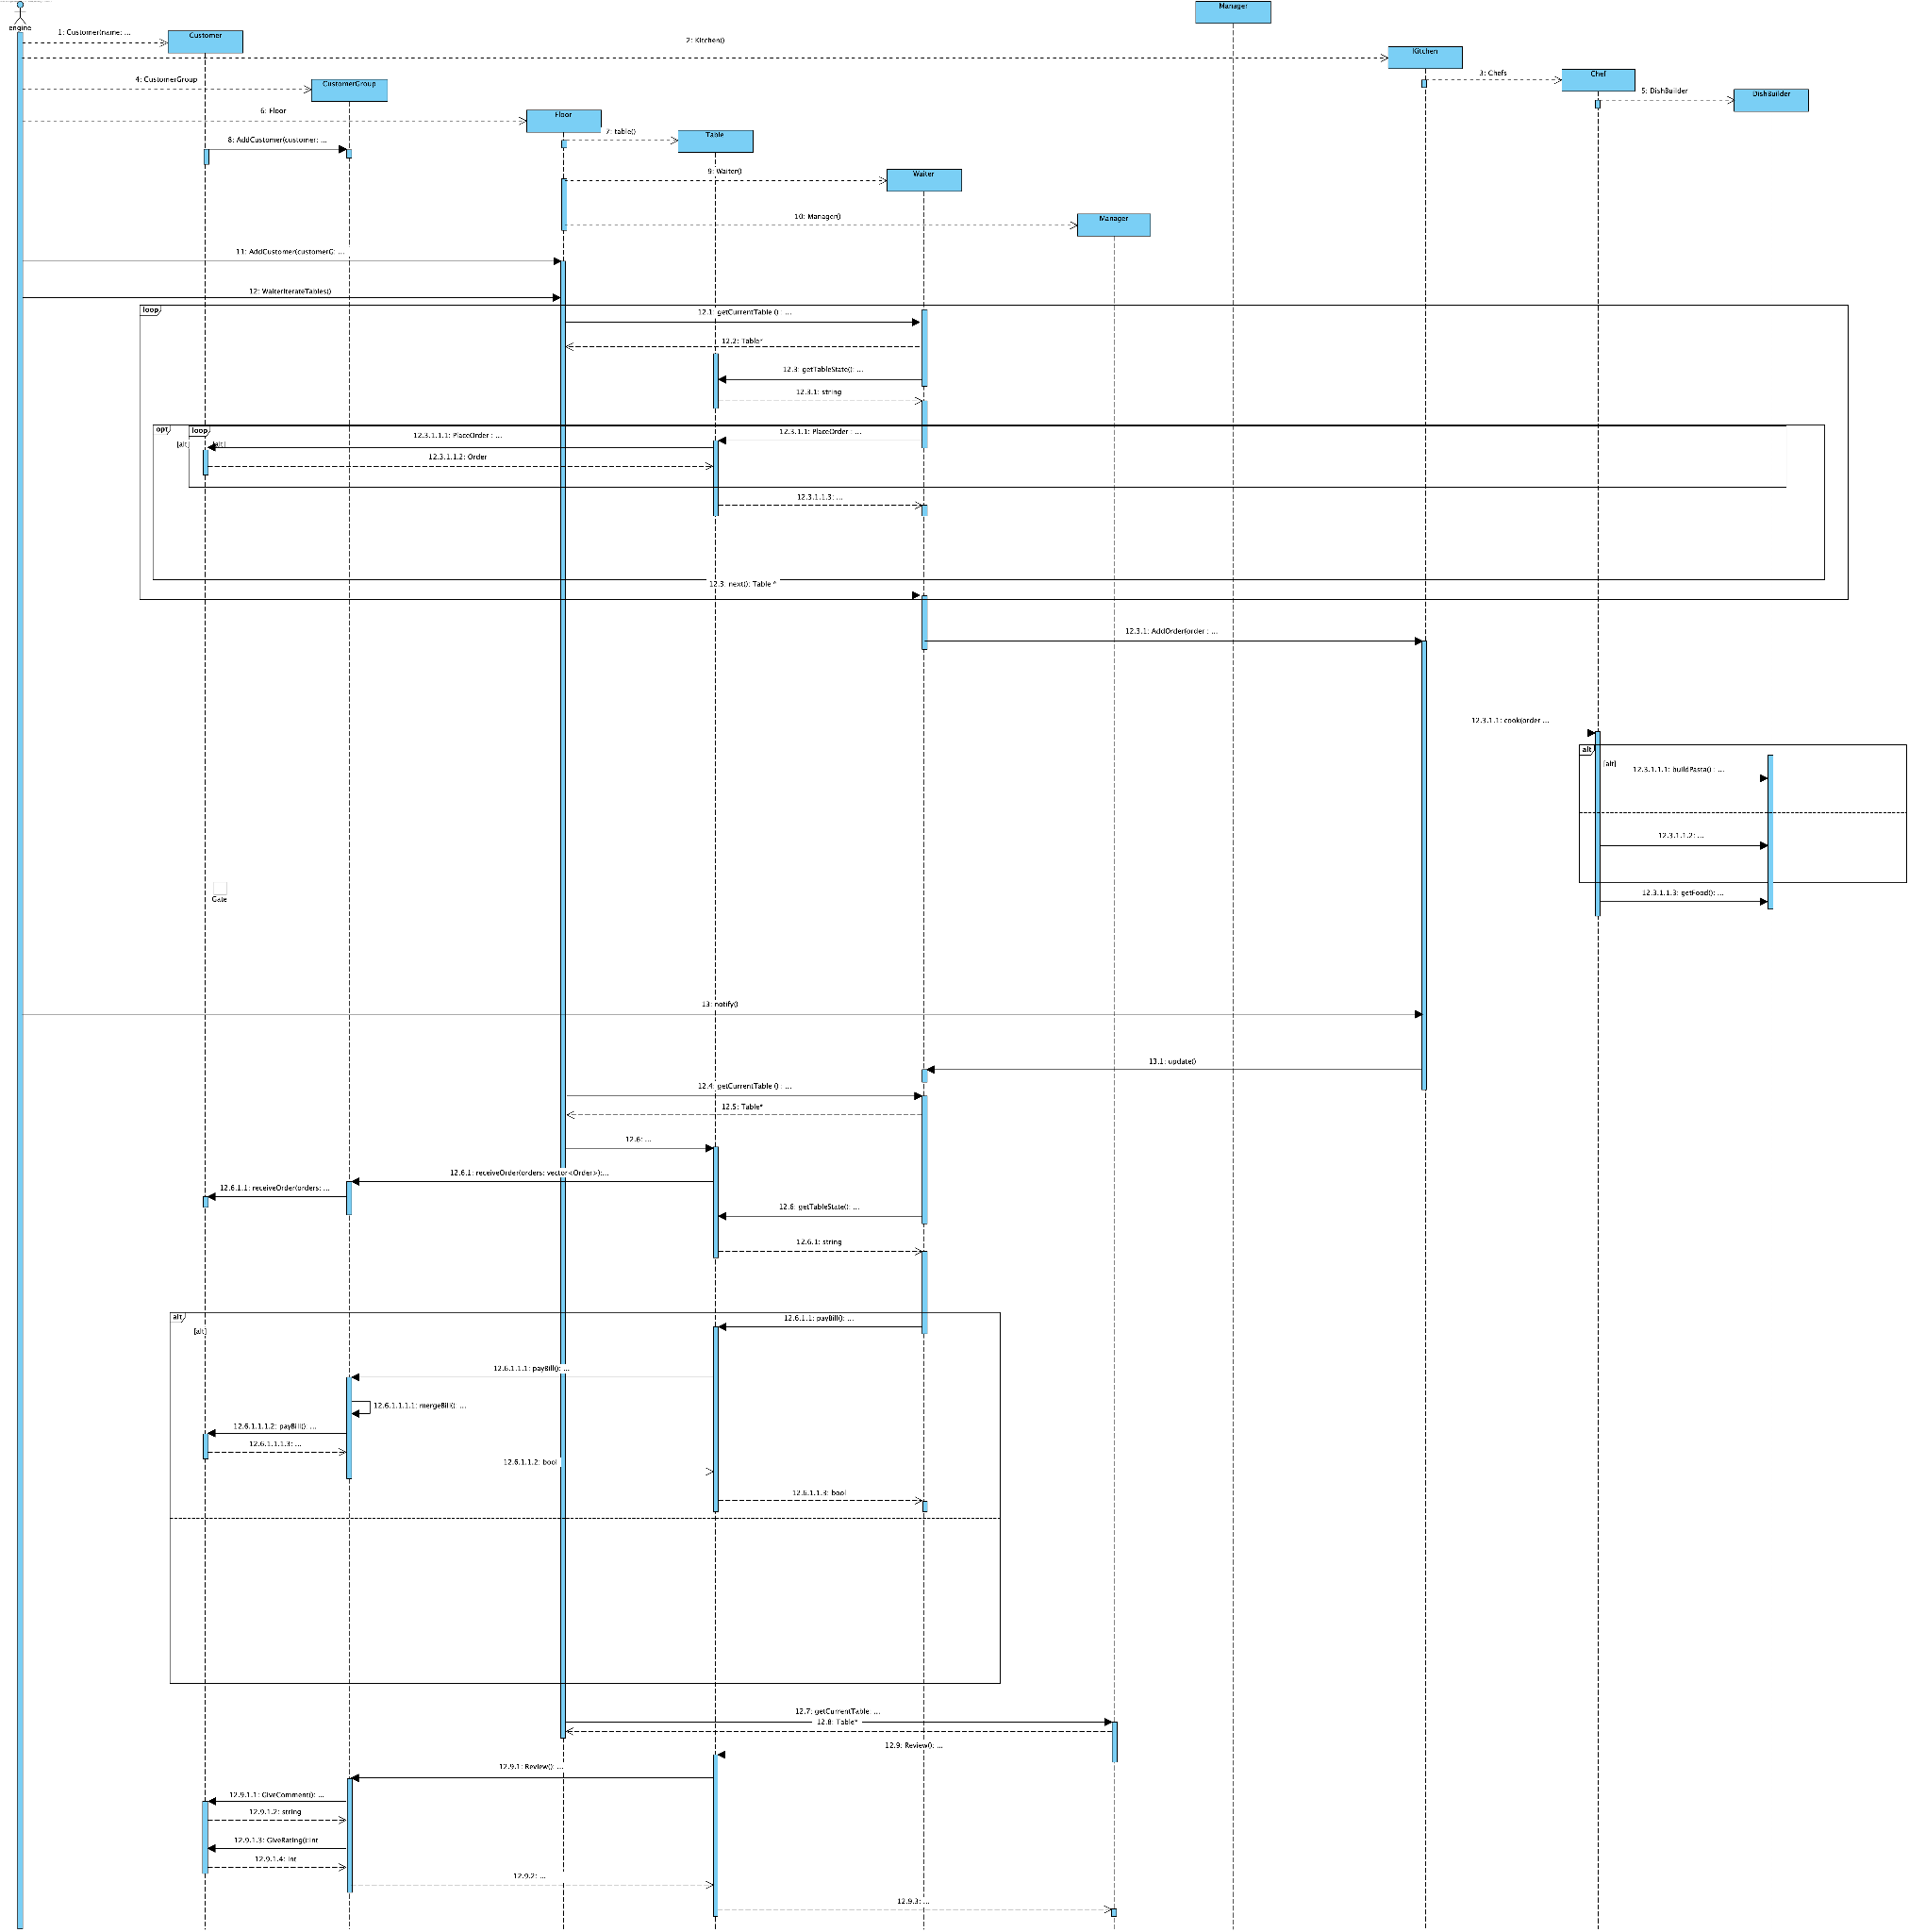 engine
Manager
1: Customer(name: ...
Customer
2: Kitchen()
Kitchen
3: Chefs
Chef
4: CustomerGroup
CustomerGroup
5: DishBuilder
DishBuilder
6: Floor
Floor
7: table()
Table
8: AddCustomer(customer: ...
9: Waiter()
Waiter
10: Manager()
Manager
11: AddCustomer(customerG: ...
12: WaiterIterateTables()
loop
12.1: getCurrentTable () : ...
12.2: Table*
12.3: getTableState(): ...
12.3.1: string
opt
loop
[alt]
[alt]
12.3.1.1: PlaceOrder : ...
12.3.1.1.1: PlaceOrder : ...
12.3.1.1.2: Order
12.3.1.1.3: ...
12.3: next(): Table *
12.3.1: AddOrder(order : ...
12.3.1.1: cook(order ...
alt
[alt]
12.3.1.1.1: buildPasta() : ...
12.3.1.1.2: ...
12.3.1.1.3: getFood(): ...
Gate
13: notify()
13.1: update()
12.4: getCurrentTable () : ...
12.5: Table*
12.6: ...
12.6.1: receiveOrder(orders: vector<Order>):...
12.6.1.1: receiveOrder(orders: ...
12.6: getTableState(): ...
12.6.1: string
alt
[alt]
12.6.1.1: payBill(): ...
12.6.1.1.1: payBill(): ...
12.6.1.1.1.1: mergeBill(): ...
12.6.1.1.1.2: payBill(): ...
12.6.1.1.1.3: ...
12.6.1.1.2: bool
12.6.1.1.3: bool
12.7: getCurrentTable: ...
12.8: Table*
12.9: Review(): ...
12.9.1: Review(): ...
12.9.1.1: GiveComment(): ...
12.9.1.2: string
12.9.1.3: GiveRating():int
12.9.1.4: int
12.9.2: ...
12.9.3: ...